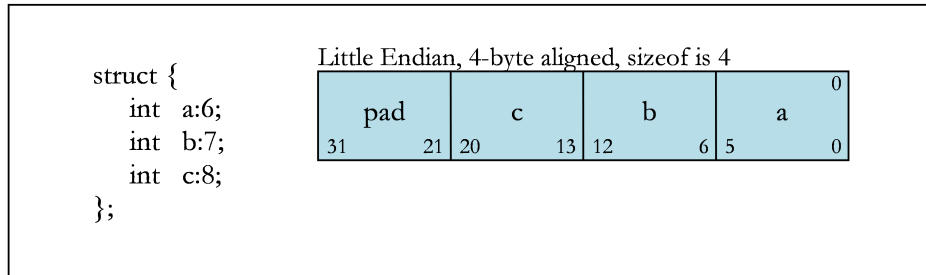 Little Endian, 4-byte aligned, sizeof is 4
struct {
int a:6;
int b:7;
int c:8;
};
0
pad c b a
31 21 20 13 12 6 5 0